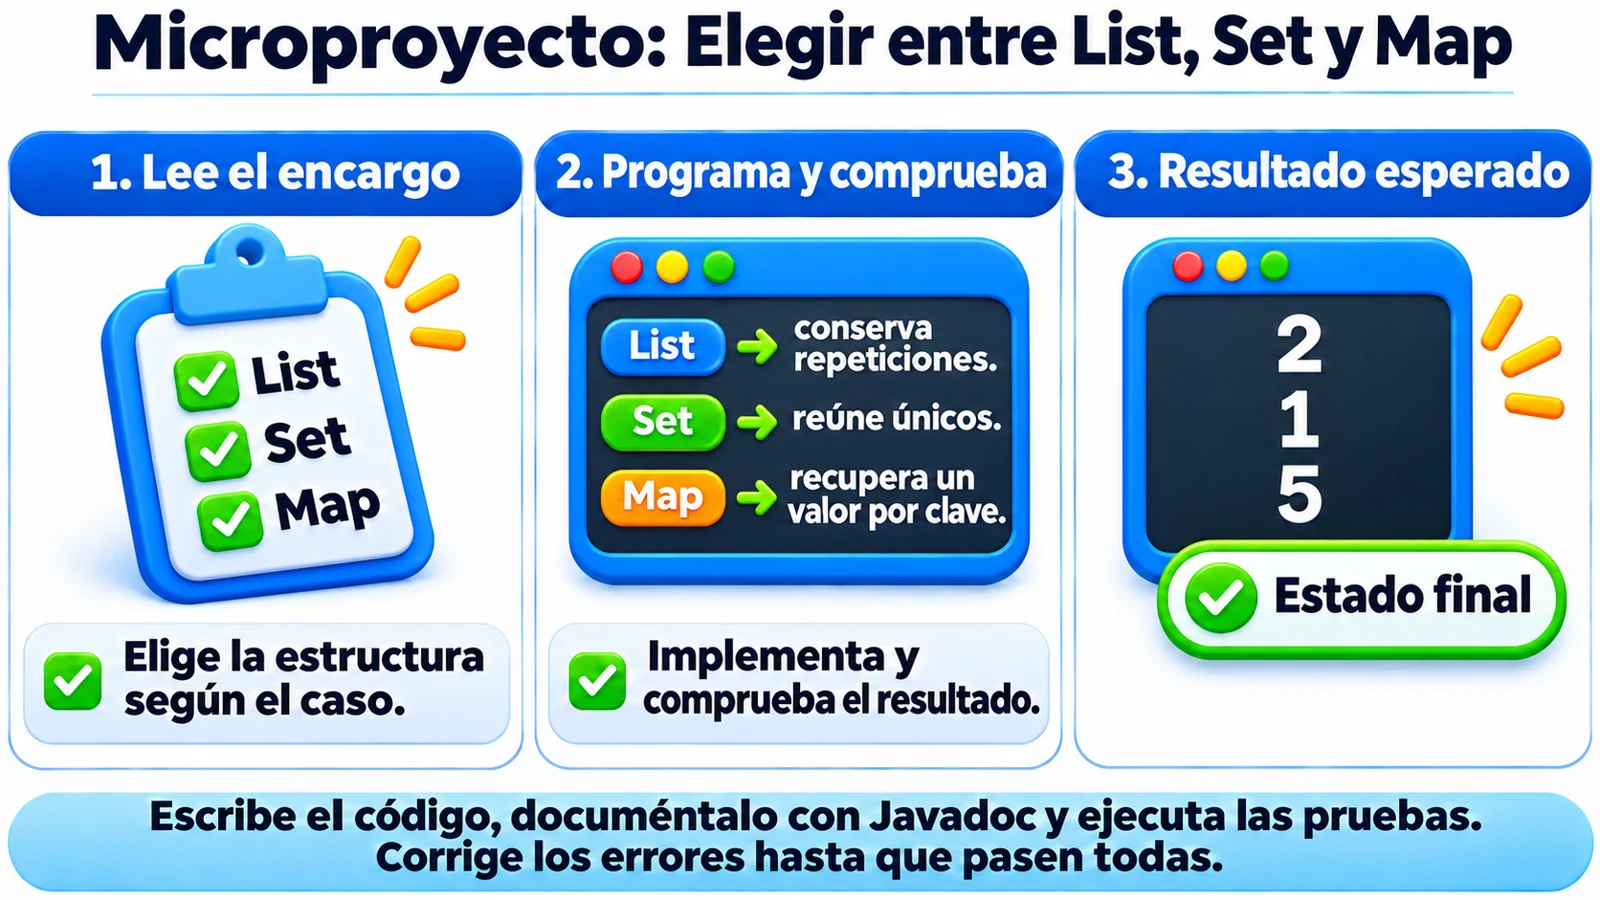 Microproyecto: Elegir entre List, Set y Map
1. Lee el encargo
List
Set
Map
Elige la estructura
según el caso.
2. Programa y comprueba
List
conserva
repeticiones.
Set
reúne únicos.
Map
recupera un
valor por clave.
Implementa y
comprueba el resultado.
3. Resultado esperado
2
1
5
Estado final
Escribe el código, documéntalo con Javadoc y ejecuta las pruebas.
Corrige los errores hasta que pasen todas.